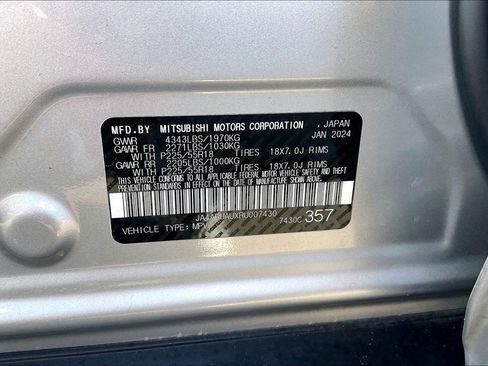 MFD.BY MITSUBISHI MOTORS CORPORATION . JAPAN
GVWR 4343LBS/1970KG JAN 2024
GAWR FR 2271LBS/1030KG
WITH P225/55R18 TIRES 18X7.0J RIMS
GAWR RR 2205LBS/1000KG
WITH P225/55R18 TIRES 18X7.0J RIMS
THIS VEHICLE CONFORMS TO ALL APPLICABLE FEDERAL MOTOR VEHICLE SAFETY, BUMPER, AND THEFT
PREVENTION STANDARDS IN EFFECT ON THE DATE OF MANUFACTURE SHOWN ABOVE.
7430C 357
VEHICLE TYPE: MPV